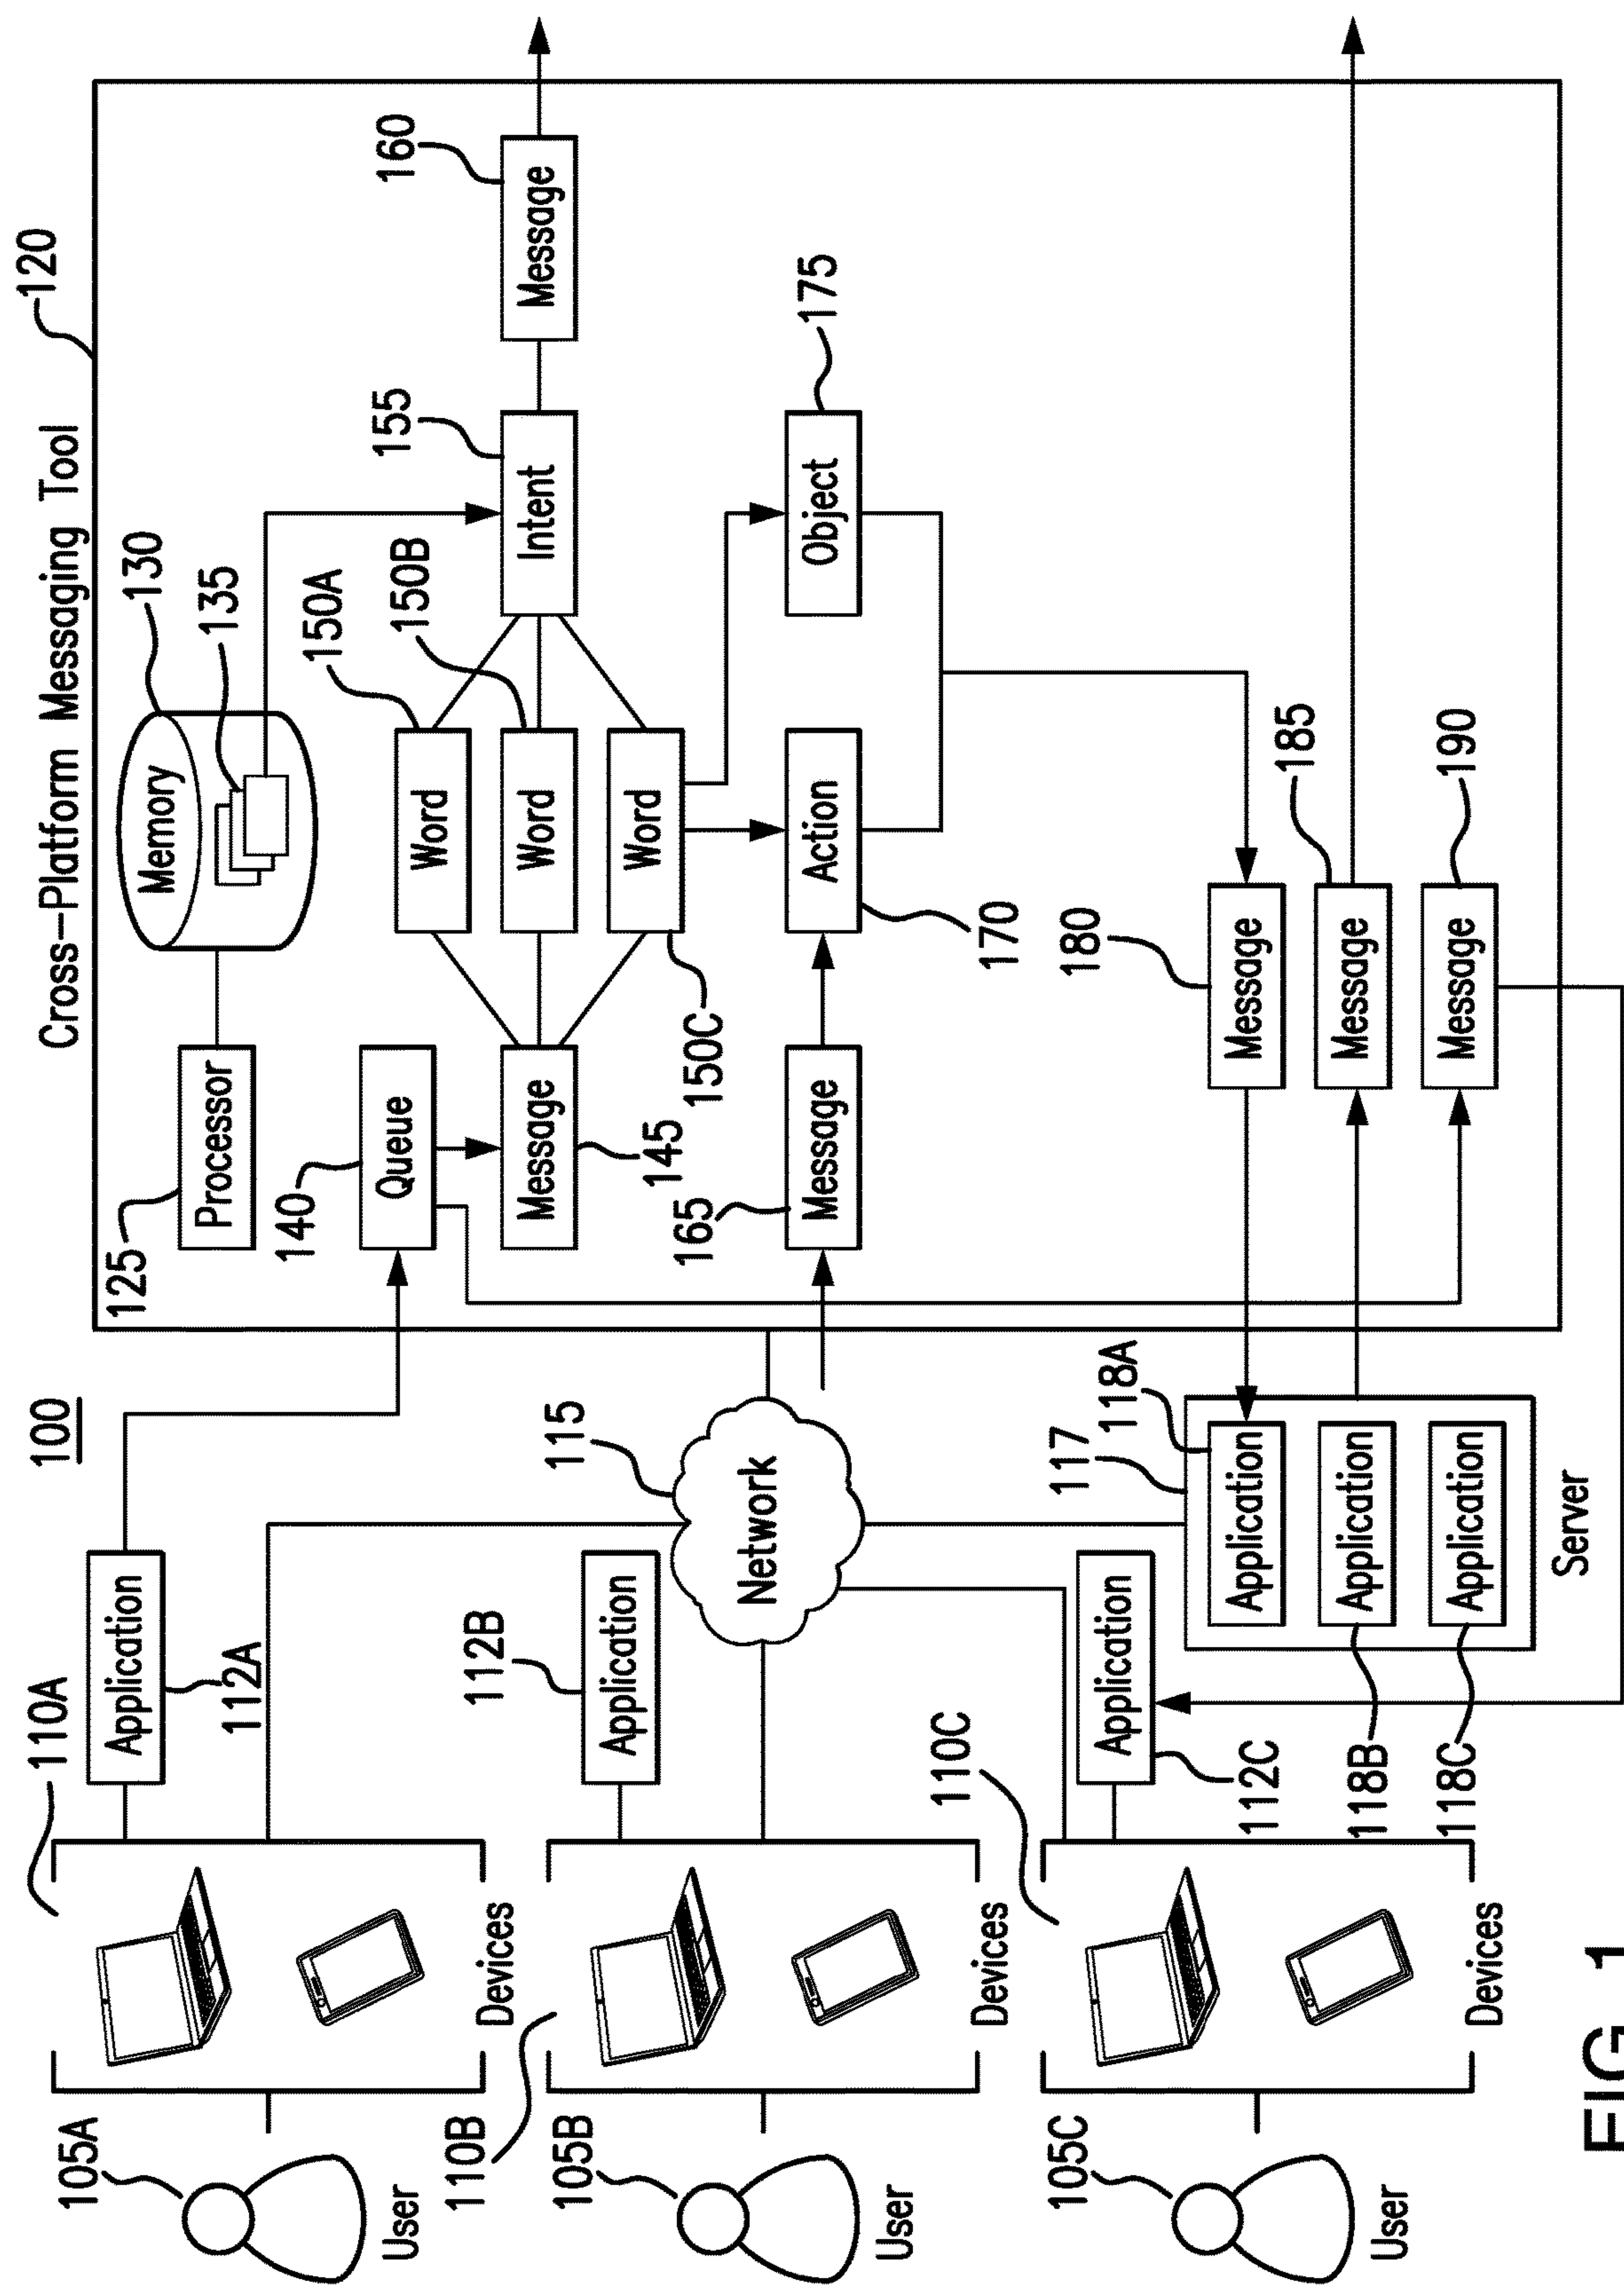 100
Cross-Platform Messaging Tool
120
105A
User
110A
Devices
Application
112A
125
Processor
Memory
130
135
140
Queue
Message
145
Word
150A
Word
150B
Word
150C
Intent
155
Message
160
110B
105B
User
Devices
112B
Application
Network
115
165
Message
Action
170
Object
175
105C
User
110C
Devices
Application
112C
117
118A
Application
Application
118B
Application
118C
Server
180
Message
Message
185
Message
190
FIG. 1